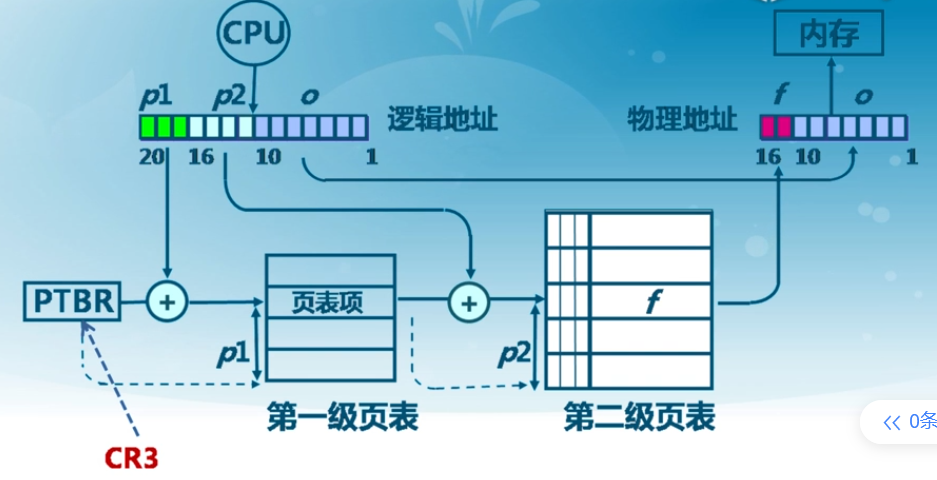 CPU
内存
p1 p2 o
f o
逻辑地址
物理地址
20 16 10 1
16 10 1
PTBR
+
页表项
+
f
p1
p2
第一级页表
第二级页表
CR3
0条